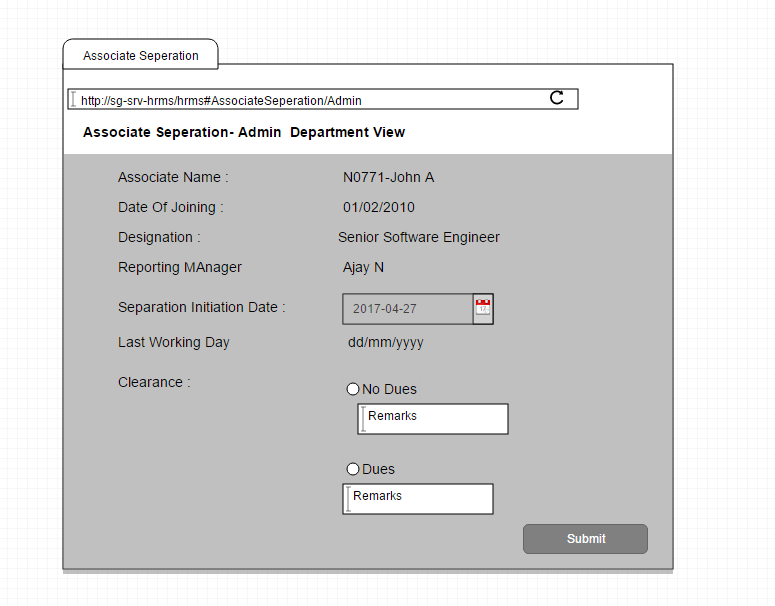 Associate Seperation
http://sg-srv-hrms/hrms#AssociateSeperation/Admin
Associate Seperation- Admin  Department View
Associate Name : N0771-John A
Date Of Joining : 01/02/2010
Designation : Senior Software Engineer
Reporting MAnager Ajay N
Separation Initiation Date : 2017-04-27
Last Working Day dd/mm/yyyy
Clearance :
No Dues
Remarks
Dues
Remarks
Submit